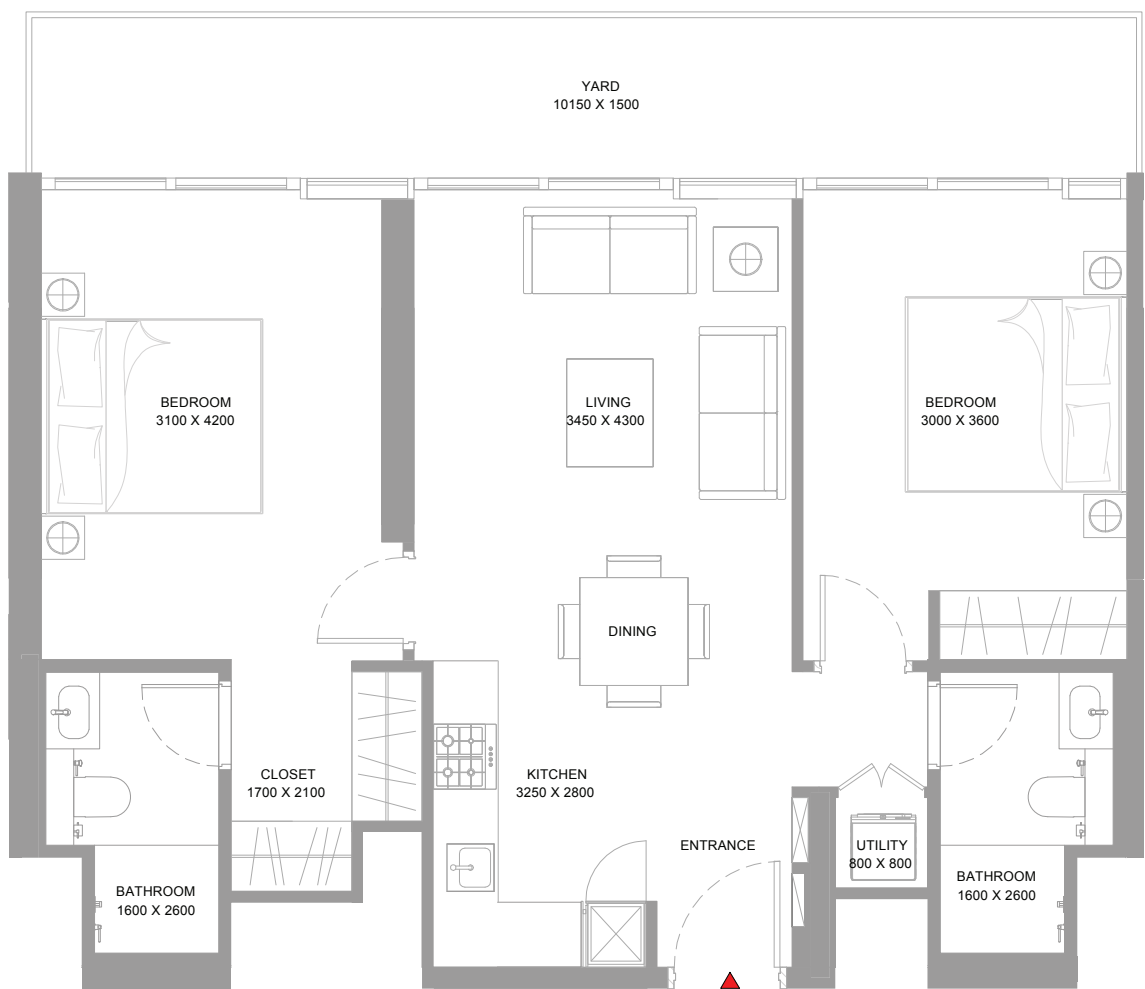 YARD
10150 X 1500
BEDROOM
3100 X 4200
LIVING
3450 X 4300
BEDROOM
3000 X 3600
DINING
CLOSET
1700 X 2100
KITCHEN
3250 X 2800
ENTRANCE
UTILITY
800 X 800
BATHROOM
1600 X 2600
BATHROOM
1600 X 2600